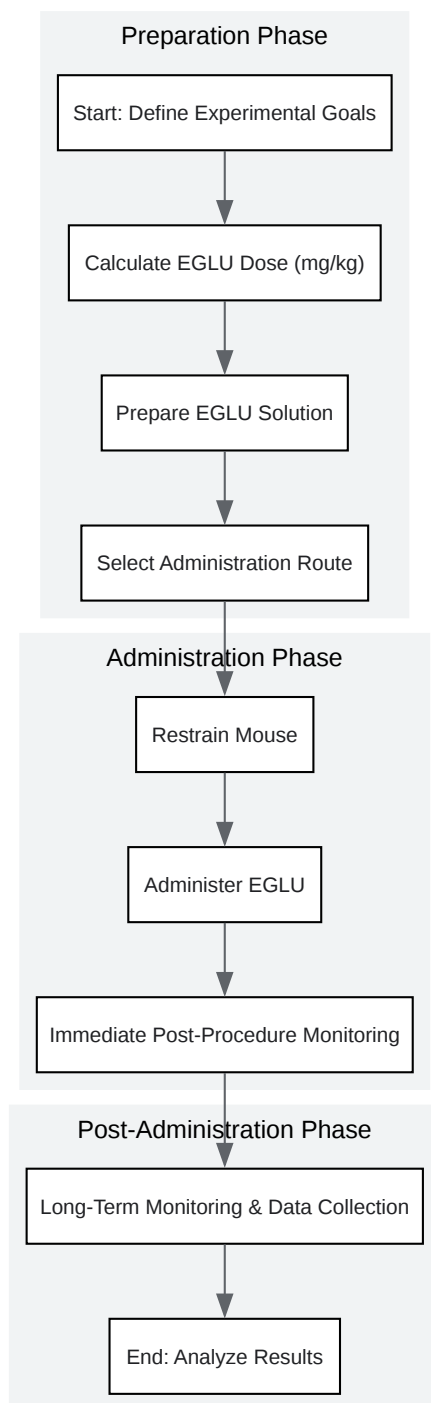 Preparation Phase
Start: Define Experimental Goals
Calculate EGLU Dose (mg/kg)
Prepare EGLU Solution
Select Administration Route
Administration Phase
Restrain Mouse
Administer EGLU
Immediate Post-Procedure Monitoring
Post-Administration Phase
Long-Term Monitoring & Data Collection
End: Analyze Results